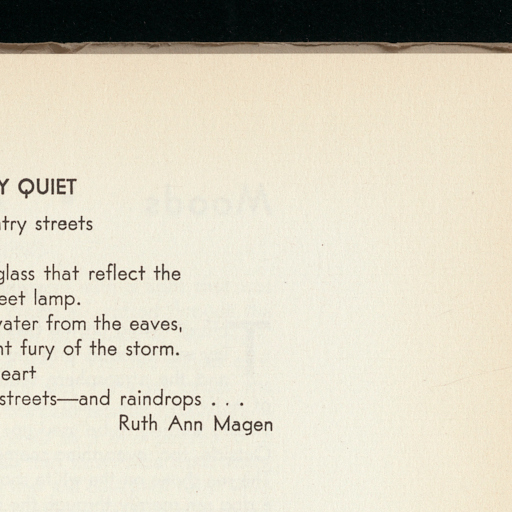 Y QUIET
try streets
glass that reflect the
eet lamp.
vater from the eaves,
nt fury of the storm.
eart
streets—and raindrops . . .
Ruth Ann Magen
Moods
T